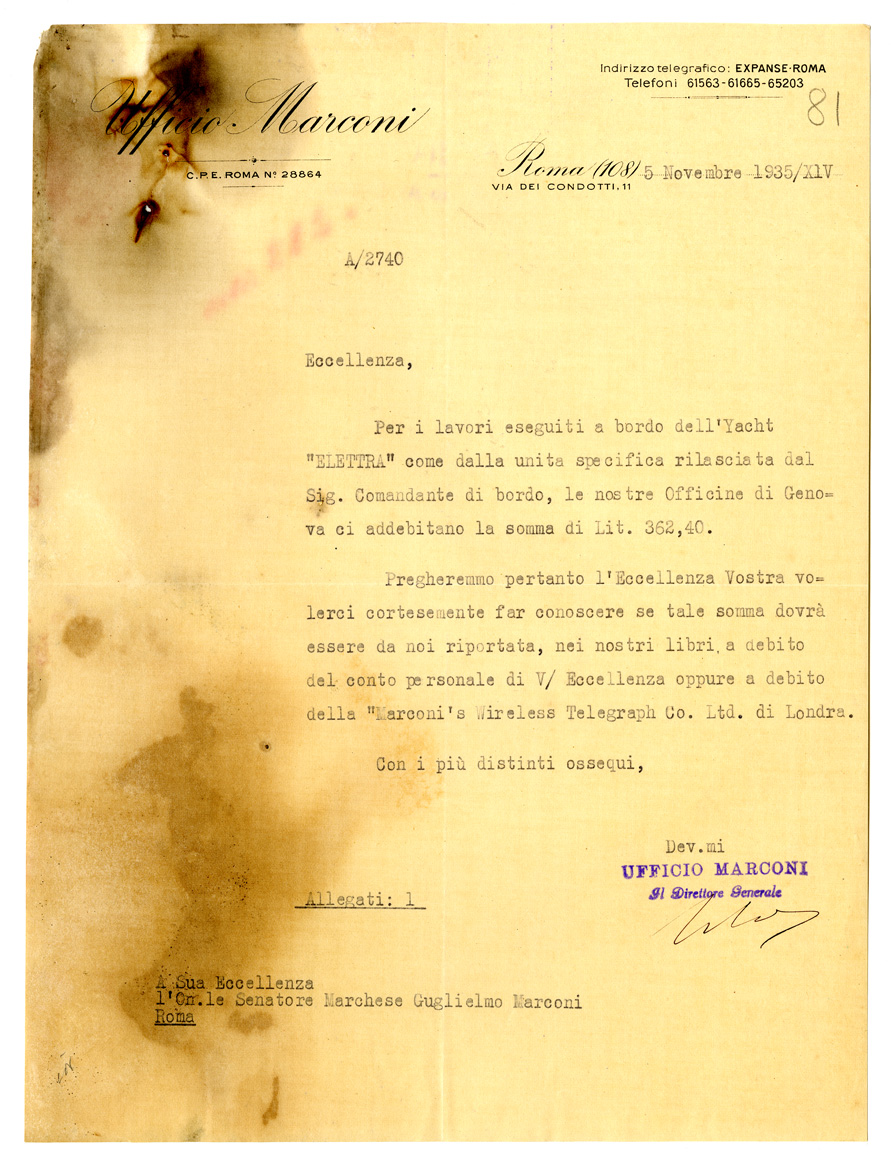 Indirizzo telegrafico: EXPANSE-ROMA
Telefoni 61563-61665-65203
81
Ufficio Marconi
C.P.E. ROMA Nº 28864
Roma (108) 5 Novembre 1935/XIV
VIA DEI CONDOTTI, 11
A/2740
Eccellenza,
Per i lavori eseguiti a bordo dell'Yacht
"ELETTRA" come dalla unita specifica rilasciata dal
Sig. Comandante di bordo, le nostre Officine di Geno=
va ci addebitano la somma di Lit. 362,40.
Pregheremmo pertanto l'Eccellenza Vostra vo=
lerci cortesemente far conoscere se tale somma dovrà
essere da noi riportata, nei nostri libri, a debito
del conto personale di V/ Eccellenza oppure a debito
della "Marconi's Wireless Telegraph Co. Ltd. di Londra.
Con i più distinti ossequi,
Dev.mi
UFFICIO MARCONI
Il Direttore Generale
Allegati: 1
A Sua Eccellenza
l'On.le Senatore Marchese Guglielmo Marconi
Roma